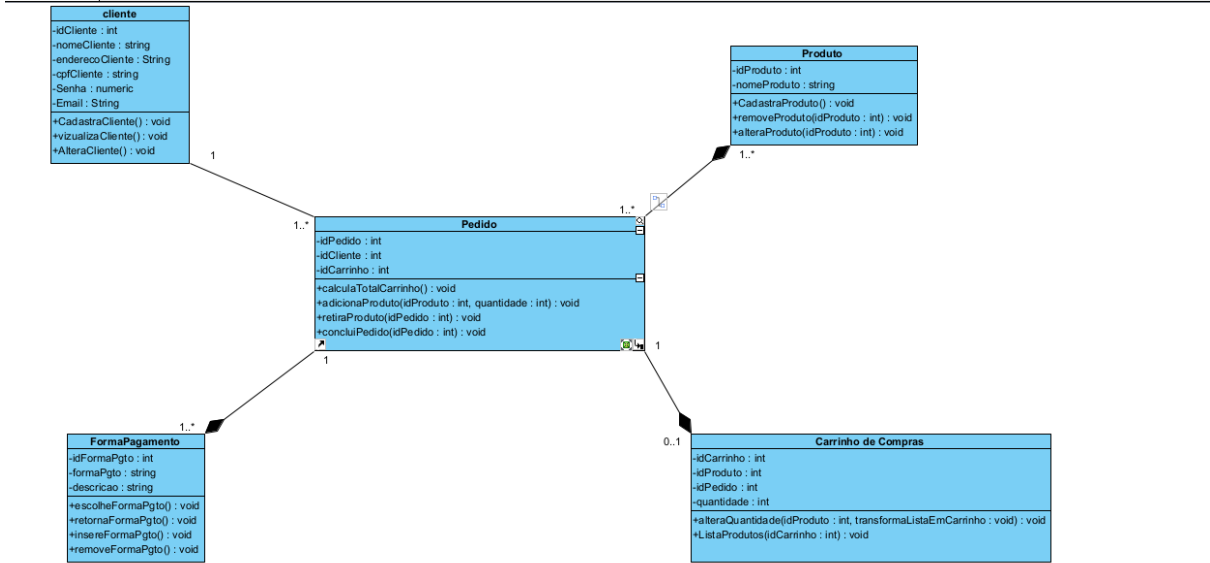 cliente
-idCliente : int
-nomeCliente : string
-enderecoCliente : String
-cpfCliente : string
-Senha : numeric
-Email : String
+CadastraCliente() : void
+vizualizaCliente() : void
+AlteraCliente() : void
Produto
-idProduto : int
-nomeProduto : string
+CadastraProduto() : void
+removeProduto(idProduto : int) : void
+alteraProduto(idProduto : int) : void
1
1..*
1..*
1..*
Pedido
-idPedido : int
-idCliente : int
-idCarrinho : int
+calculaTotalCarrinho() : void
+adicionaProduto(idProduto : int, quantidade : int) : void
+retiraProduto(idPedido : int) : void
+concluiPedido(idPedido : int) : void
1
1
1..*
0..1
FormaPagamento
-idFormaPgto : int
-formaPgto : string
-descricao : string
+escolheFormaPgto() : void
+retornaFormaPgto() : void
+insereFormaPgto() : void
+removeFormaPgto() : void
Carrinho de Compras
-idCarrinho : int
-idProduto : int
-idPedido : int
-quantidade : int
+alteraQuantidade(idProduto : int, transformaListaEmCarrinho : void) : void
+ListaProdutos(idCarrinho : int) : void